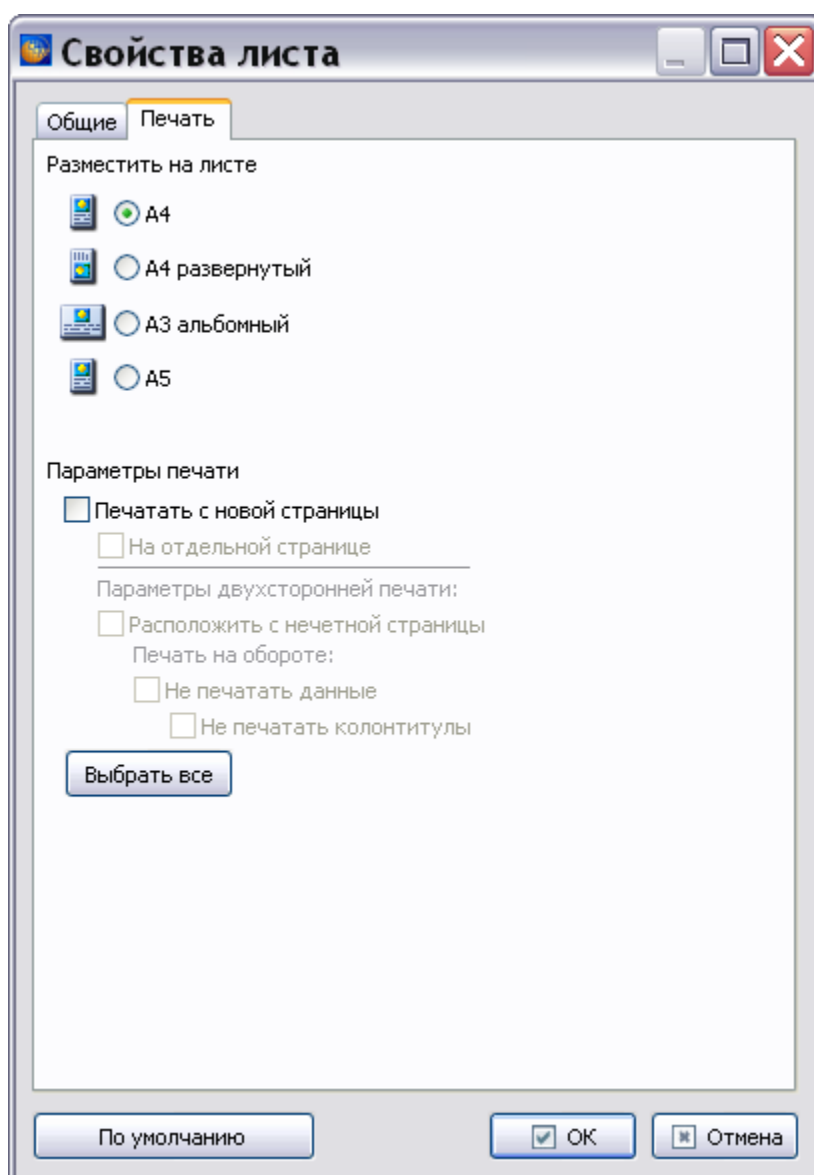 Свойства листа
Общие
Печать
Разместить на листе
А4
А4 развернутый
А3 альбомный
А5
Параметры печати
Печатать с новой страницы
На отдельной странице
Параметры двухсторонней печати:
Расположить с нечетной страницы
Печать на обороте:
Не печатать данные
Не печатать колонтитулы
Выбрать все
По умолчанию
OK
Отмена